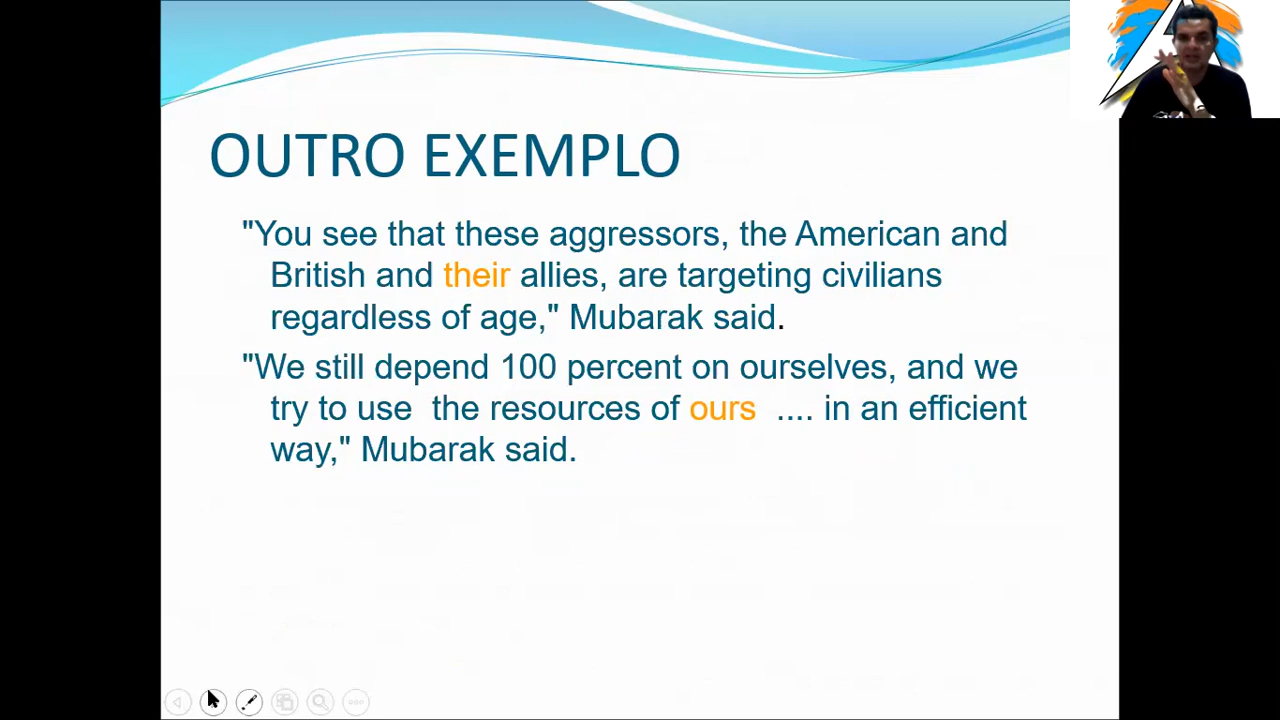 OUTRO EXEMPLO
"You see that these aggressors, the American and
British and their allies, are targeting civilians
regardless of age," Mubarak said.
"We still depend 100 percent on ourselves, and we
try to use  the resources of ours  .... in an efficient
way," Mubarak said.